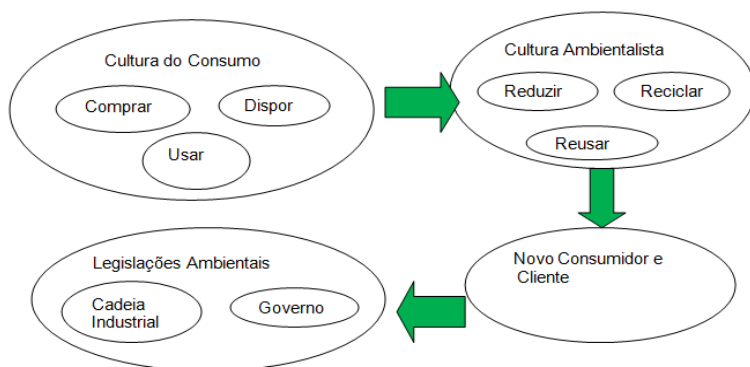 Cultura do Consumo
Comprar
Dispor
Usar
Cultura Ambientalista
Reduzir
Reciclar
Reusar
Novo Consumidor e
Cliente
Legislações Ambientais
Cadeia
Industrial
Governo